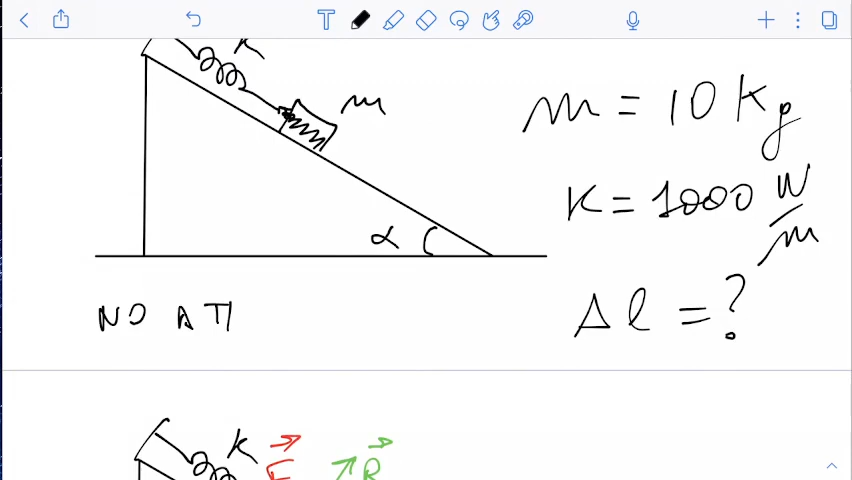 K
m
m = 10 Kg
K = 1000 N/m
α
Δl = ?
NO ATT
K F R